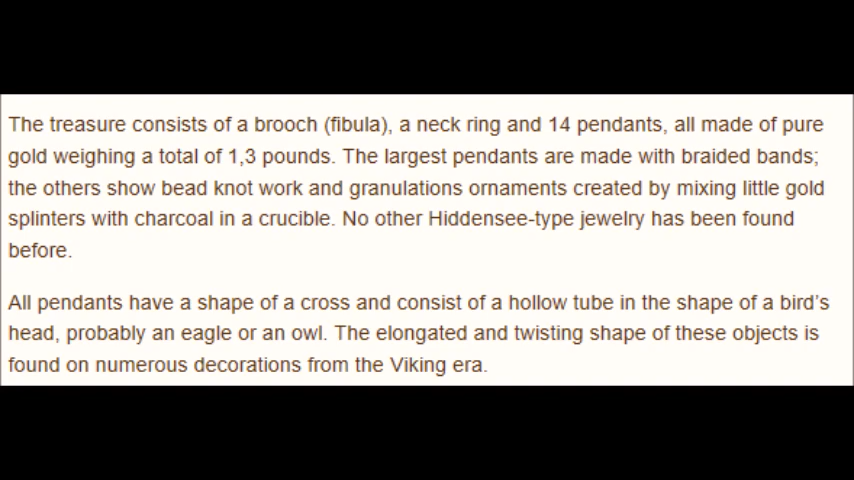 The treasure consists of a brooch (fibula), a neck ring and 14 pendants, all made of pure
gold weighing a total of 1,3 pounds. The largest pendants are made with braided bands;
the others show bead knot work and granulations ornaments created by mixing little gold
splinters with charcoal in a crucible. No other Hiddensee-type jewelry has been found
before.
All pendants have a shape of a cross and consist of a hollow tube in the shape of a bird’s
head, probably an eagle or an owl. The elongated and twisting shape of these objects is
found on numerous decorations from the Viking era.